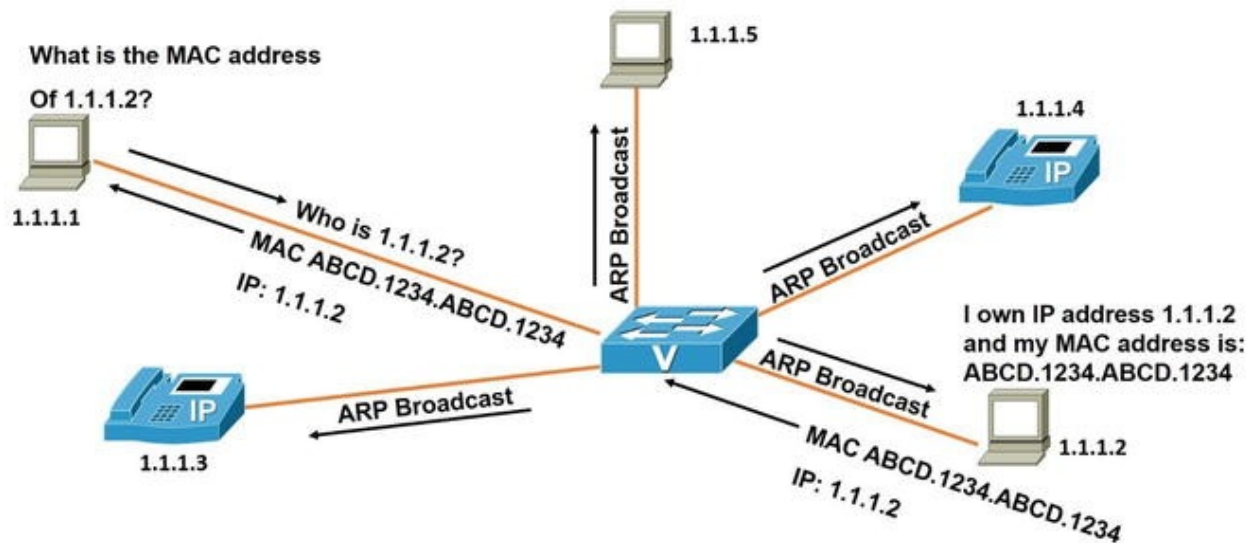 What is the MAC address
Of 1.1.1.2?
1.1.1.1
1.1.1.5
1.1.1.4
IP
Who is 1.1.1.2?
MAC ABCD.1234.ABCD.1234
IP: 1.1.1.2
ARP Broadcast
ARP Broadcast
V
I own IP address 1.1.1.2
and my MAC address is:
ABCD.1234.ABCD.1234
ARP Broadcast
1.1.1.2
MAC ABCD.1234.ABCD.1234
IP: 1.1.1.2
IP
ARP Broadcast
1.1.1.3